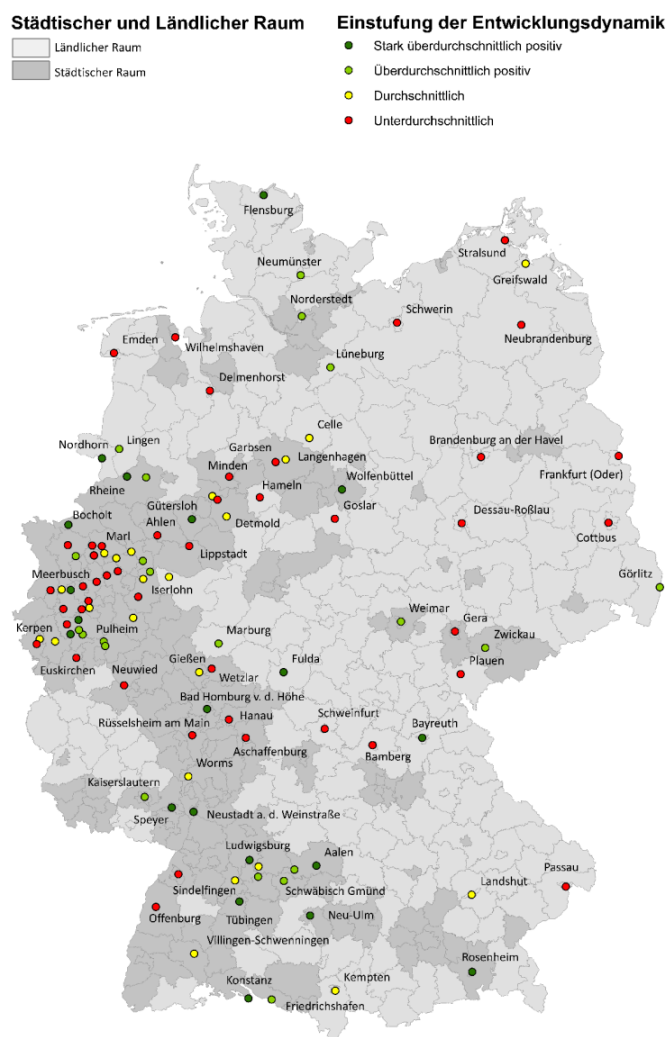 Städtischer und Ländlicher Raum
Ländlicher Raum
Städtischer Raum
Einstufung der Entwicklungsdynamik
Stark überdurchschnittlich positiv
Überdurchschnittlich positiv
Durchschnittlich
Unterdurchschnittlich
Flensburg
Stralsund
Neumünster
Greifswald
Norderstedt
Schwerin
Emden
Wilhelmshaven
Neubrandenburg
Lüneburg
Delmenhorst
Celle
Nordhorn
Lingen
Garbsen
Langenhagen
Brandenburg an der Havel
Minden
Wolfenbüttel
Frankfurt (Oder)
Rheine
Hameln
Gütersloh
Goslar
Bocholt
Ahlen
Detmold
Dessau-Roßlau
Marl
Cottbus
Lippstadt
Meerbusch
Görlitz
Iserlohn
Weimar
Gera
Kerpen
Pulheim
Marburg
Zwickau
Gießen
Fulda
Plauen
Euskirchen
Neuwied
Wetzlar
Bad Homburg v. d. Höhe
Rüsselsheim am Main
Hanau
Schweinfurt
Bayreuth
Aschaffenburg
Bamberg
Worms
Kaiserslautern
Speyer
Neustadt a. d. Weinstraße
Ludwigsburg
Aalen
Passau
Sindelfingen
Landshut
Schwäbisch Gmünd
Offenburg
Tübingen
Neu-Ulm
Villingen-Schwenningen
Rosenheim
Konstanz
Kempten
Friedrichshafen